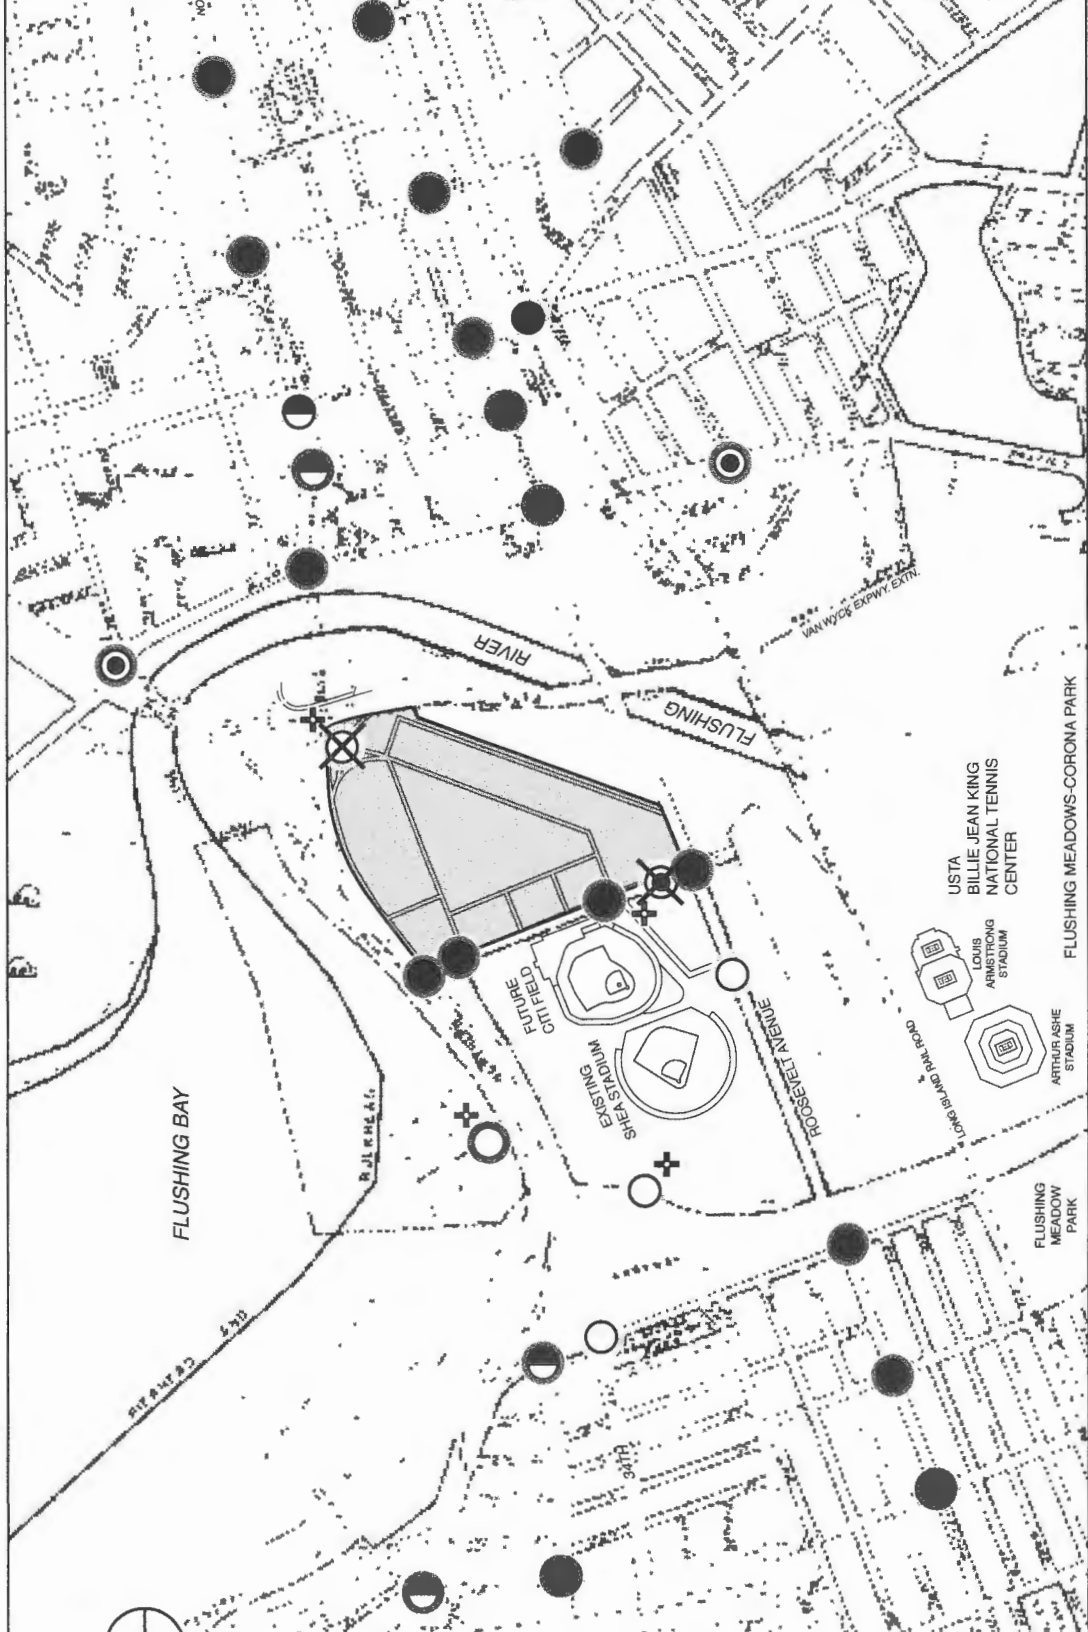 NO
RIVER
FLUSHING
VAN WYCK EXPWY. EXTN.
USTA
BILLIE JEAN KING
NATIONAL TENNIS
CENTER
FLUSHING MEADOWS-CORONA PARK
LOUIS
ARMSTRONG
STADIUM
ARTHUR ASHE
STADIUM
FUTURE
CITI FIELD
EXISTING
SHEA STADIUM
ROOSEVELT AVENUE
LONG ISLAND RAIL ROAD
FLUSHING BAY
FLUSHING
MEADOW
PARK
34TH